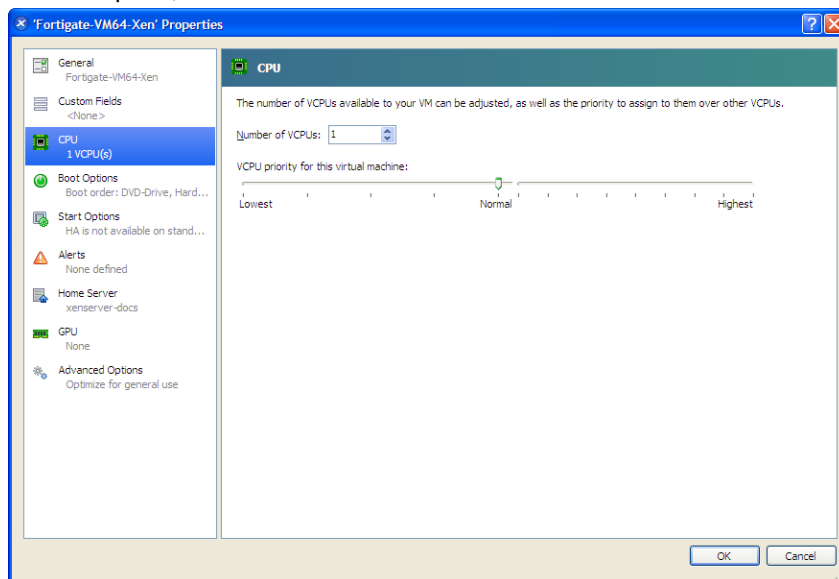 'Fortigate-VM64-Xen' Properties
General
Fortigate-VM64-Xen
Custom Fields
<None>
CPU
1 VCPU(s)
Boot Options
Boot order: DVD-Drive, Hard...
Start Options
HA is not available on stand...
Alerts
None defined
Home Server
xenserver-docs
GPU
None
Advanced Options
Optimize for general use
CPU
The number of VCPUs available to your VM can be adjusted, as well as the priority to assign to them over other VCPUs.
Number of VCPUs: 1
VCPU priority for this virtual machine:
Lowest Normal Highest
OK Cancel